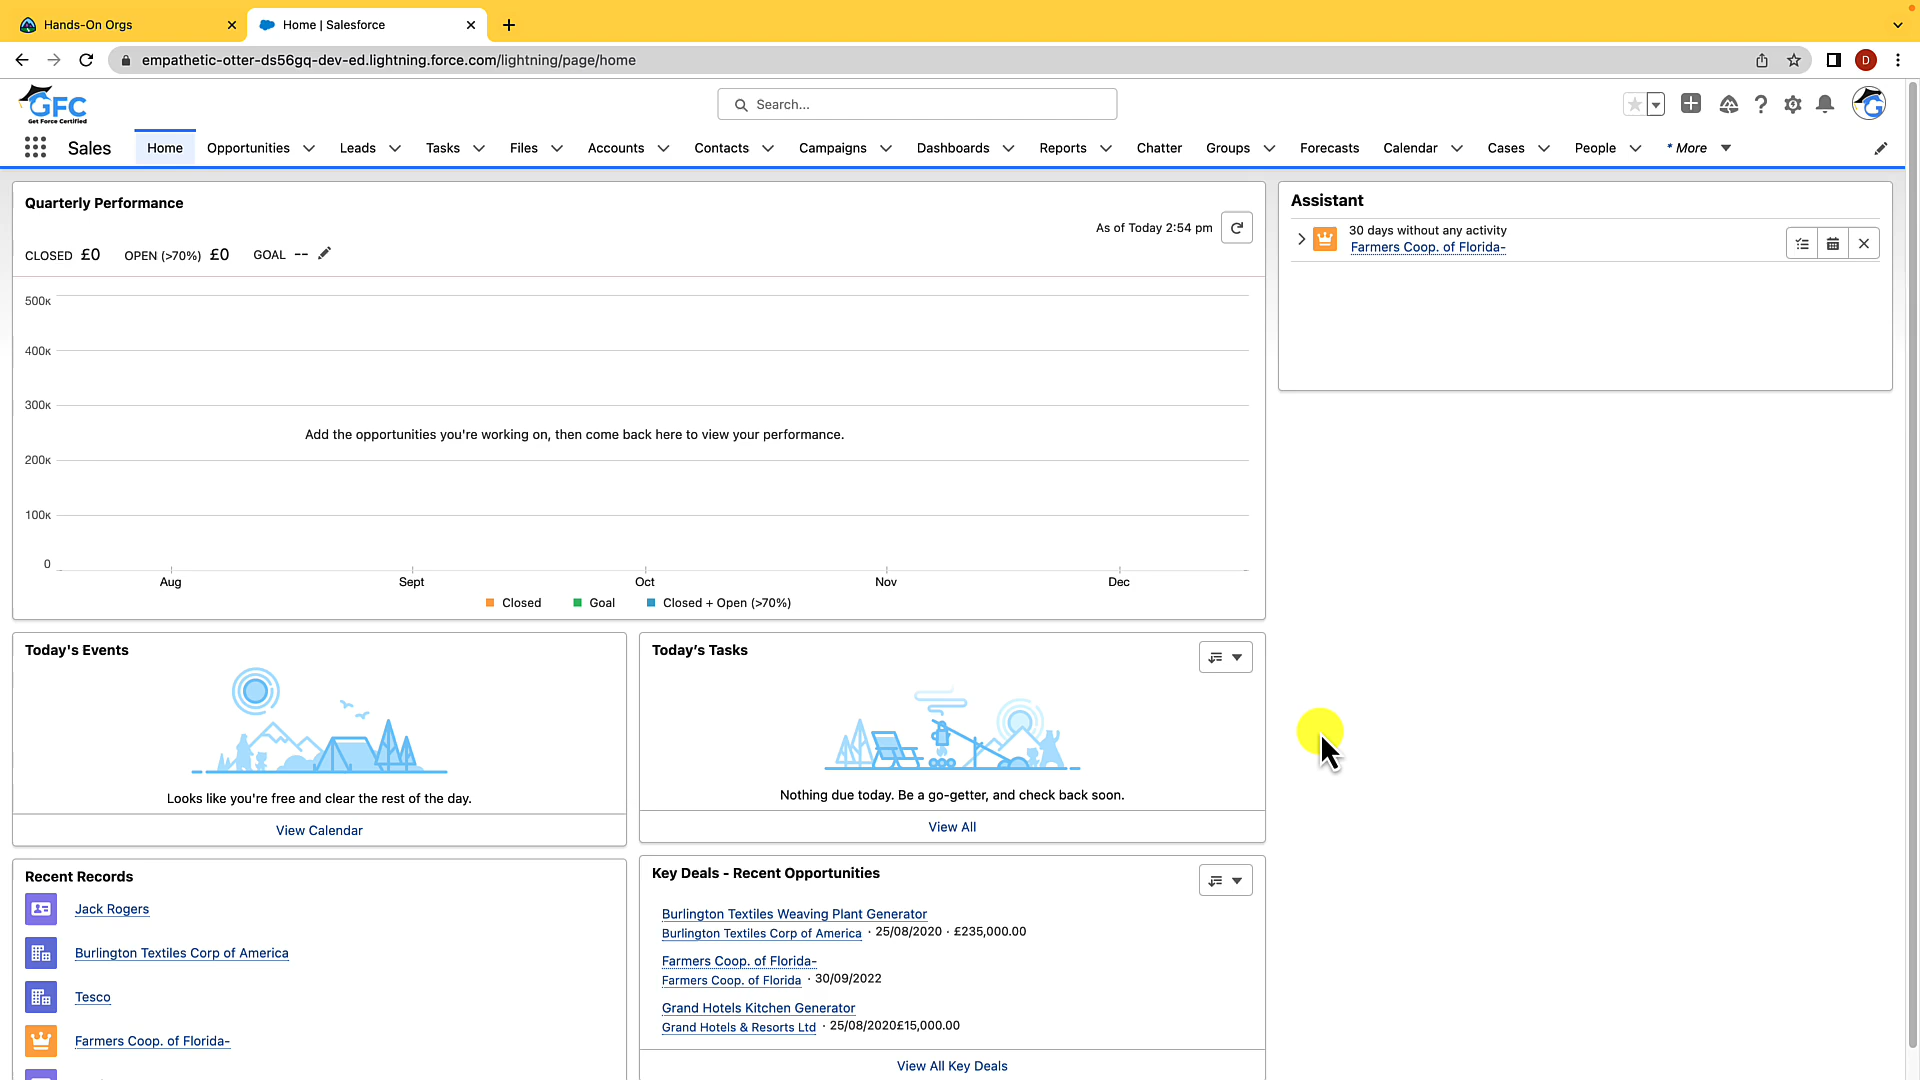 Hands-On Orgs
Home | Salesforce
empathetic-otter-ds56gq-dev-ed.lightning.force.com/lightning/page/home
D
GFC
Get Force Certified
Search...
Sales
Home
Opportunities
Leads
Tasks
Files
Accounts
Contacts
Campaigns
Dashboards
Reports
Chatter
Groups
Forecasts
Calendar
Cases
People
* More
Quarterly Performance
As of Today 2:54 pm
CLOSED £0 OPEN (>70%) £0 GOAL --
500K
400K
300K
Add the opportunities you're working on, then come back here to view your performance.
200K
100K
0
Aug Sept Oct Nov Dec
Closed Goal Closed + Open (>70%)
Assistant
30 days without any activity
Farmers Coop. of Florida-
Today's Events
Looks like you're free and clear the rest of the day.
View Calendar
Today's Tasks
Nothing due today. Be a go-getter, and check back soon.
View All
Recent Records
Jack Rogers
Burlington Textiles Corp of America
Tesco
Farmers Coop. of Florida-
Key Deals - Recent Opportunities
Burlington Textiles Weaving Plant Generator
Burlington Textiles Corp of America · 25/08/2020 · £235,000.00
Farmers Coop. of Florida-
Farmers Coop. of Florida · 30/09/2022
Grand Hotels Kitchen Generator
Grand Hotels & Resorts Ltd · 25/08/2020£15,000.00
View All Key Deals